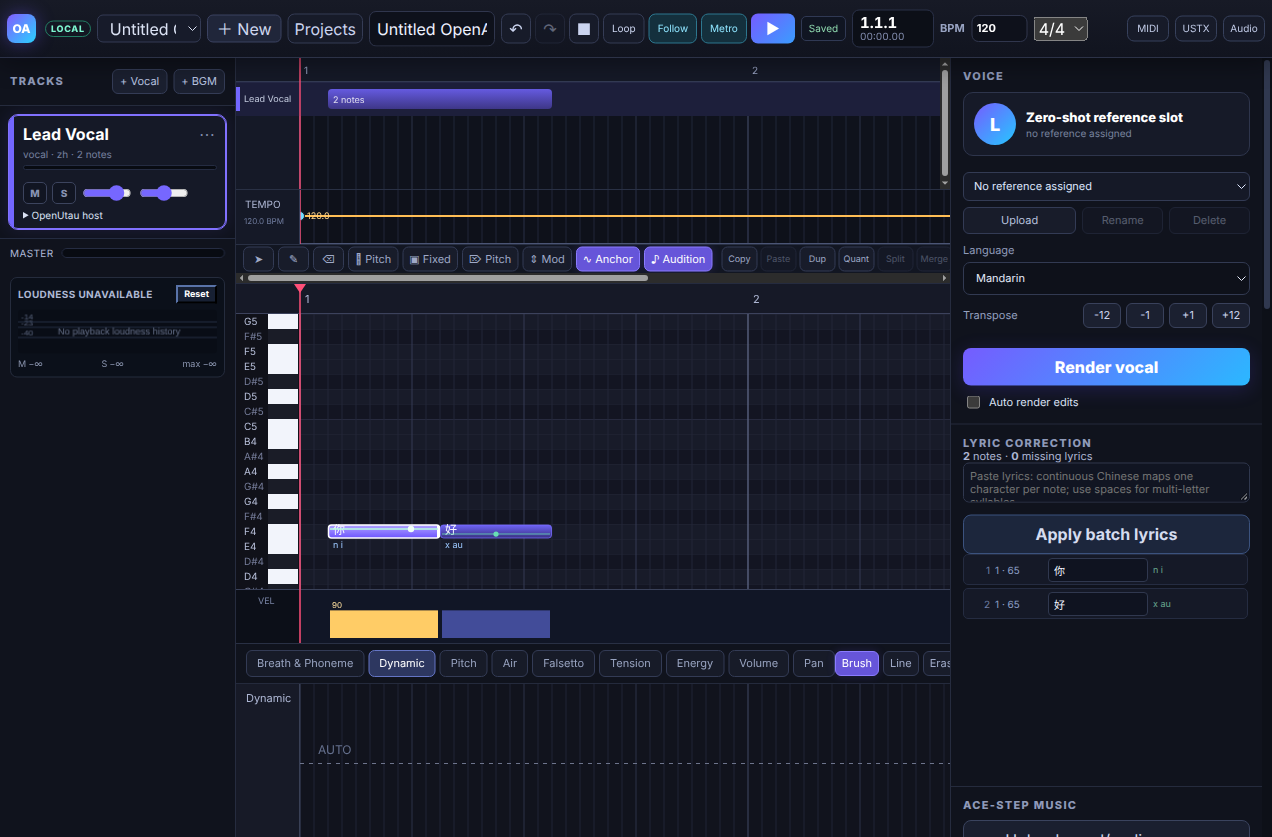 OA LOCAL Untitled ( + New Projects Untitled OpenA Loop Follow Metro Saved 1.1.1 00:00.00 BPM 120 4/4 MIDI USTX Audio
TRACKS + Vocal + BGM
Lead Vocal ...
vocal · zh · 2 notes
M S
OpenUtau host
MASTER
LOUDNESS UNAVAILABLE Reset
-14
-23
-40
No playback loudness history
M −∞ S −∞ max −∞
1 2
Lead Vocal 2 notes
TEMPO
120.0 BPM 120.0
Pitch Fixed Pitch Mod Anchor Audition Copy Paste Dup Quant Split Merge
1 2
G5
F#5
F5
E5
D#5
D5
C#5
C5
B4
A#4
A4
G#4
G4
F#4
F4 你 好
E4 n i x au
D#4
D4
VEL 90
Breath & Phoneme Dynamic Pitch Air Falsetto Tension Energy Volume Pan Brush Line Eras
Dynamic
AUTO
VOICE
L Zero-shot reference slot
no reference assigned
No reference assigned
Upload Rename Delete
Language
Mandarin
Transpose -12 -1 +1 +12
Render vocal
Auto render edits
LYRIC CORRECTION
2 notes · 0 missing lyrics
Paste lyrics: continuous Chinese maps one
character per note; use spaces for multi-letter
Apply batch lyrics
1 1 · 65 你 n i
2 1 · 65 好 x au
ACE-STEP MUSIC